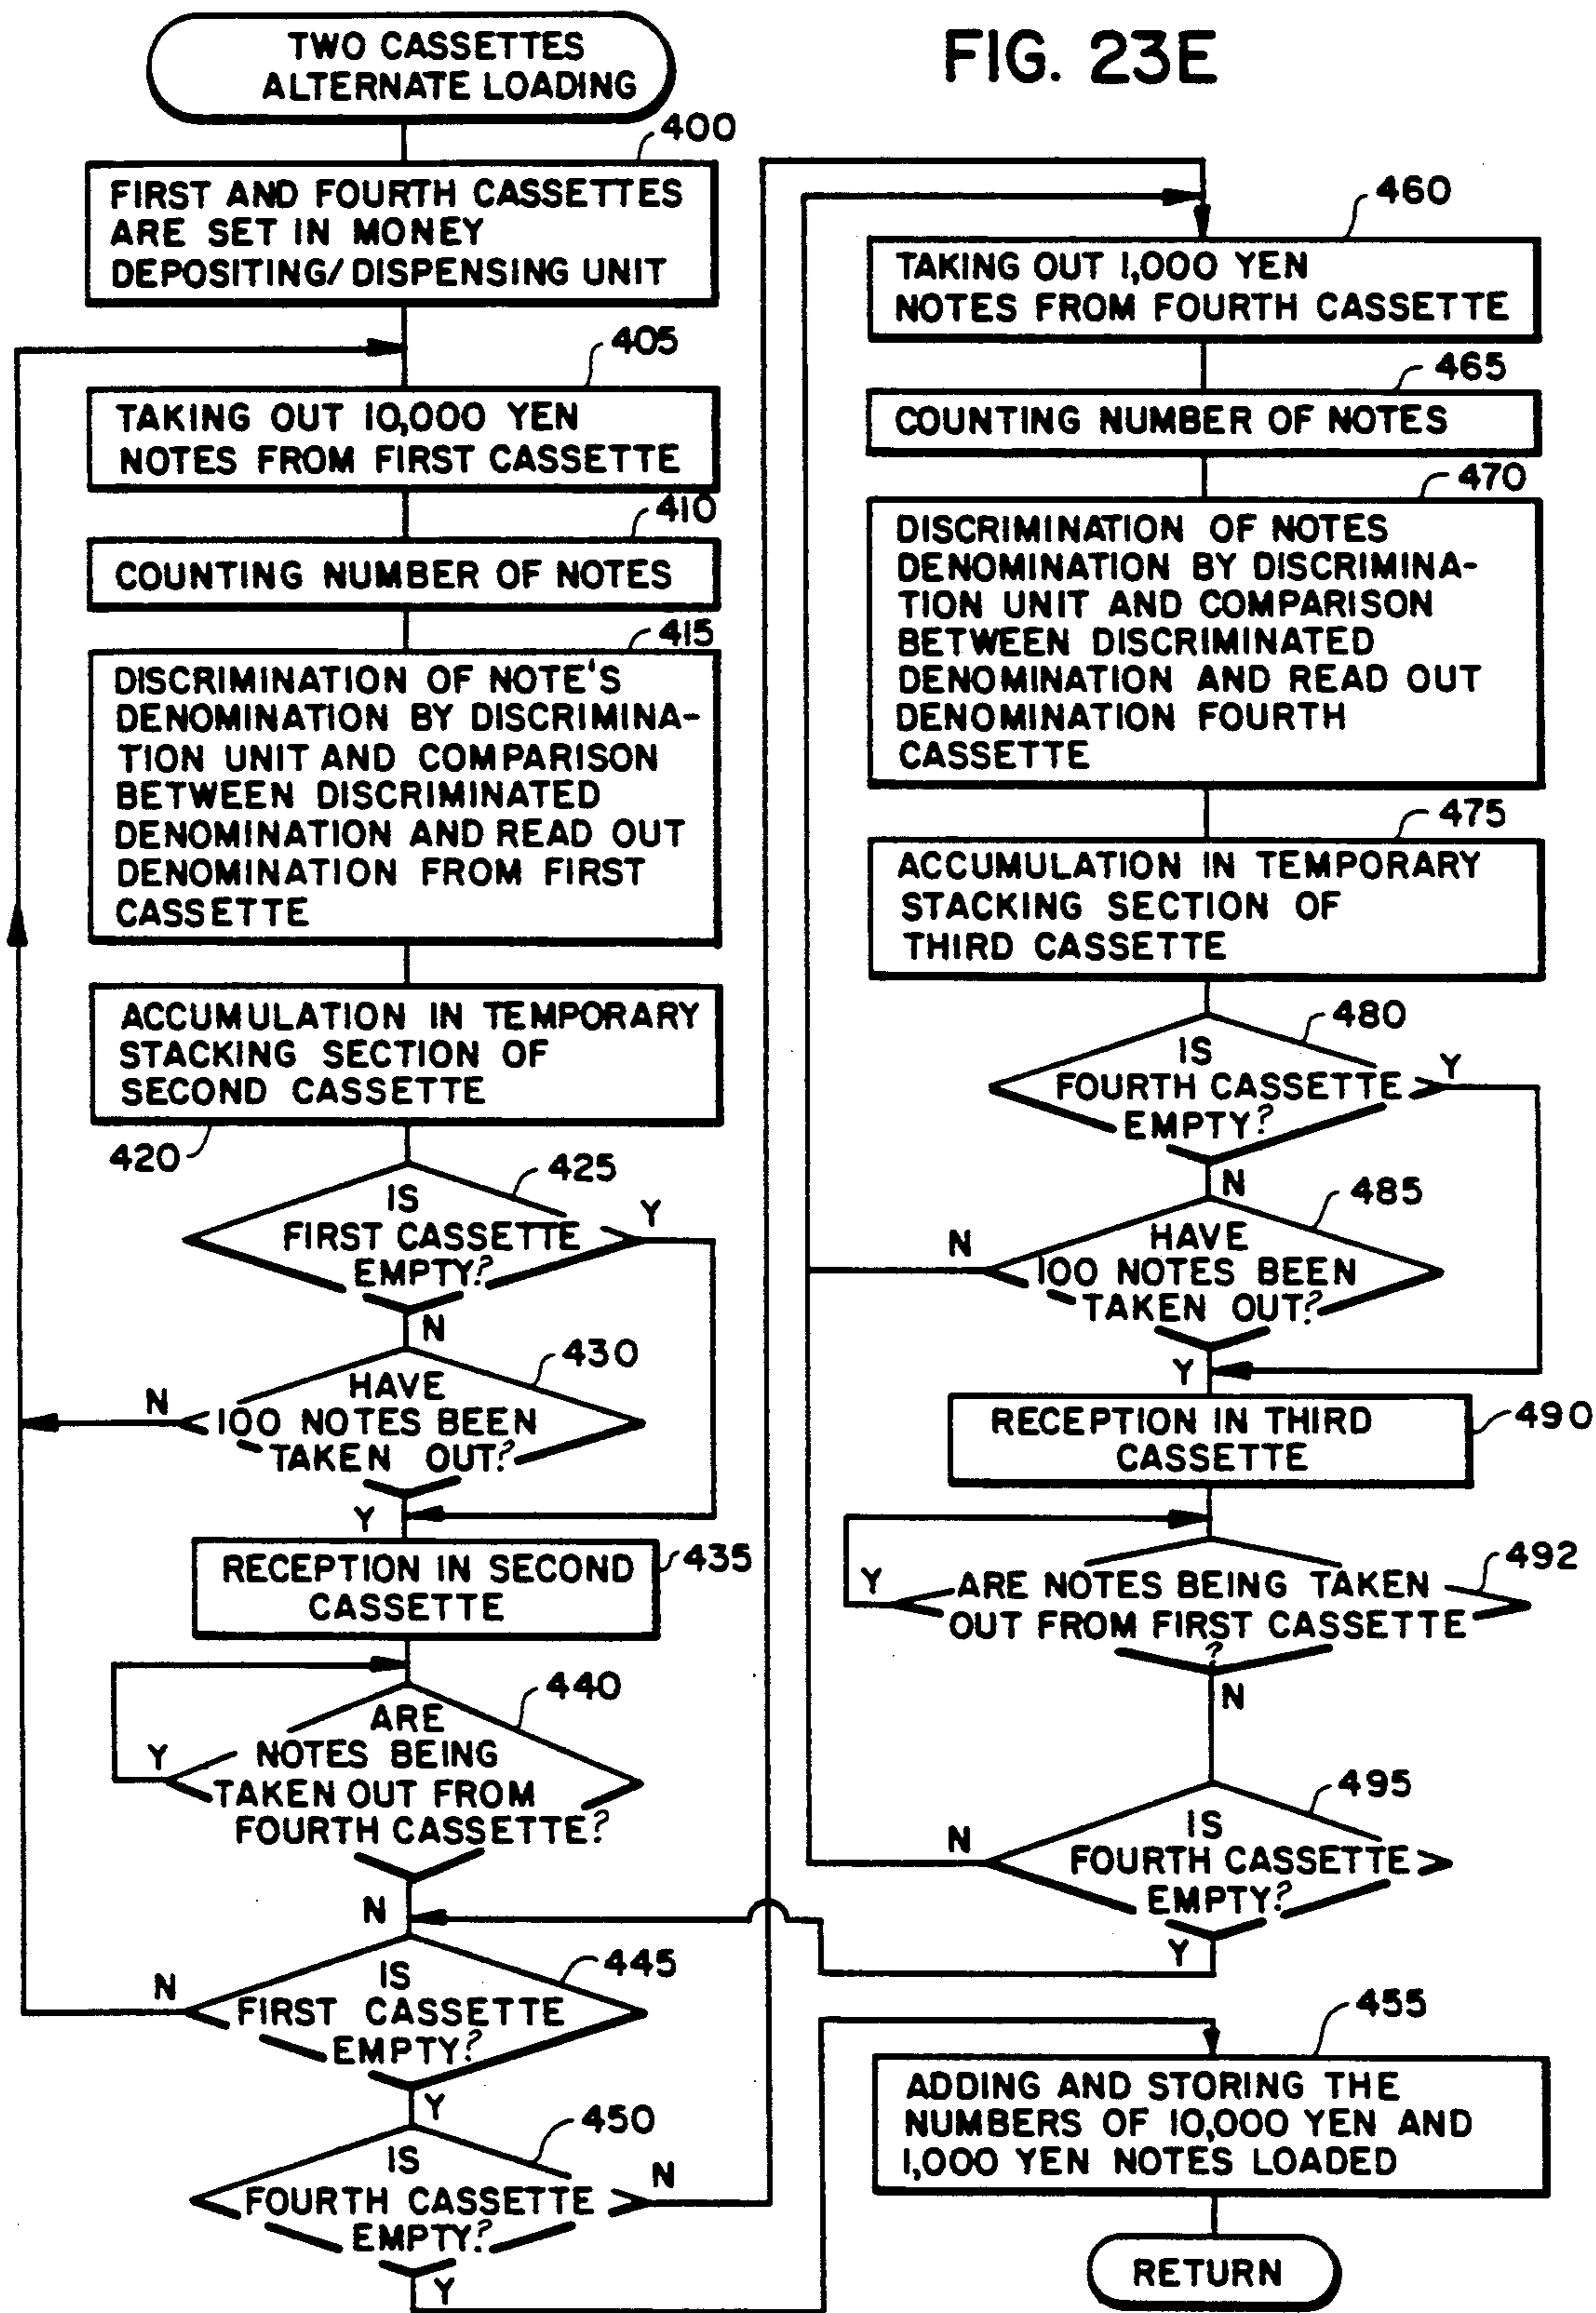 FIG. 23E
TWO CASSETTES
ALTERNATE LOADING
400
FIRST AND FOURTH CASSETTES
ARE SET IN MONEY
DEPOSITING/DISPENSING UNIT
405
TAKING OUT 10,000 YEN
NOTES FROM FIRST CASSETTE
410
COUNTING NUMBER OF NOTES
415
DISCRIMINATION OF NOTE'S
DENOMINATION BY DISCRIMINA-
TION UNIT AND COMPARISON
BETWEEN DISCRIMINATED
DENOMINATION AND READ OUT
DENOMINATION FROM FIRST
CASSETTE
ACCUMULATION IN TEMPORARY
STACKING SECTION OF
SECOND CASSETTE
420
425
IS
FIRST CASSETTE
EMPTY?
Y
N
430
HAVE
100 NOTES BEEN
TAKEN OUT?
N
Y
RECEPTION IN SECOND
CASSETTE
435
440
ARE
NOTES BEING
TAKEN OUT FROM
FOURTH CASSETTE?
Y
N
445
IS
FIRST CASSETTE
EMPTY?
N
Y
450
IS
FOURTH CASSETTE
EMPTY?
N
Y
460
TAKING OUT 1,000 YEN
NOTES FROM FOURTH CASSETTE
465
COUNTING NUMBER OF NOTES
470
DISCRIMINATION OF NOTES
DENOMINATION BY DISCRIMINA-
TION UNIT AND COMPARISON
BETWEEN DISCRIMINATED
DENOMINATION AND READ OUT
DENOMINATION FOURTH
CASSETTE
475
ACCUMULATION IN TEMPORARY
STACKING SECTION OF
THIRD CASSETTE
480
IS
FOURTH CASSETTE
EMPTY?
Y
N
485
HAVE
100 NOTES BEEN
TAKEN OUT?
N
Y
RECEPTION IN THIRD
CASSETTE
490
492
ARE NOTES BEING TAKEN
OUT FROM FIRST CASSETTE
?
Y
N
495
IS
FOURTH CASSETTE
EMPTY?
N
Y
455
ADDING AND STORING THE
NUMBERS OF 10,000 YEN AND
1,000 YEN NOTES LOADED
RETURN